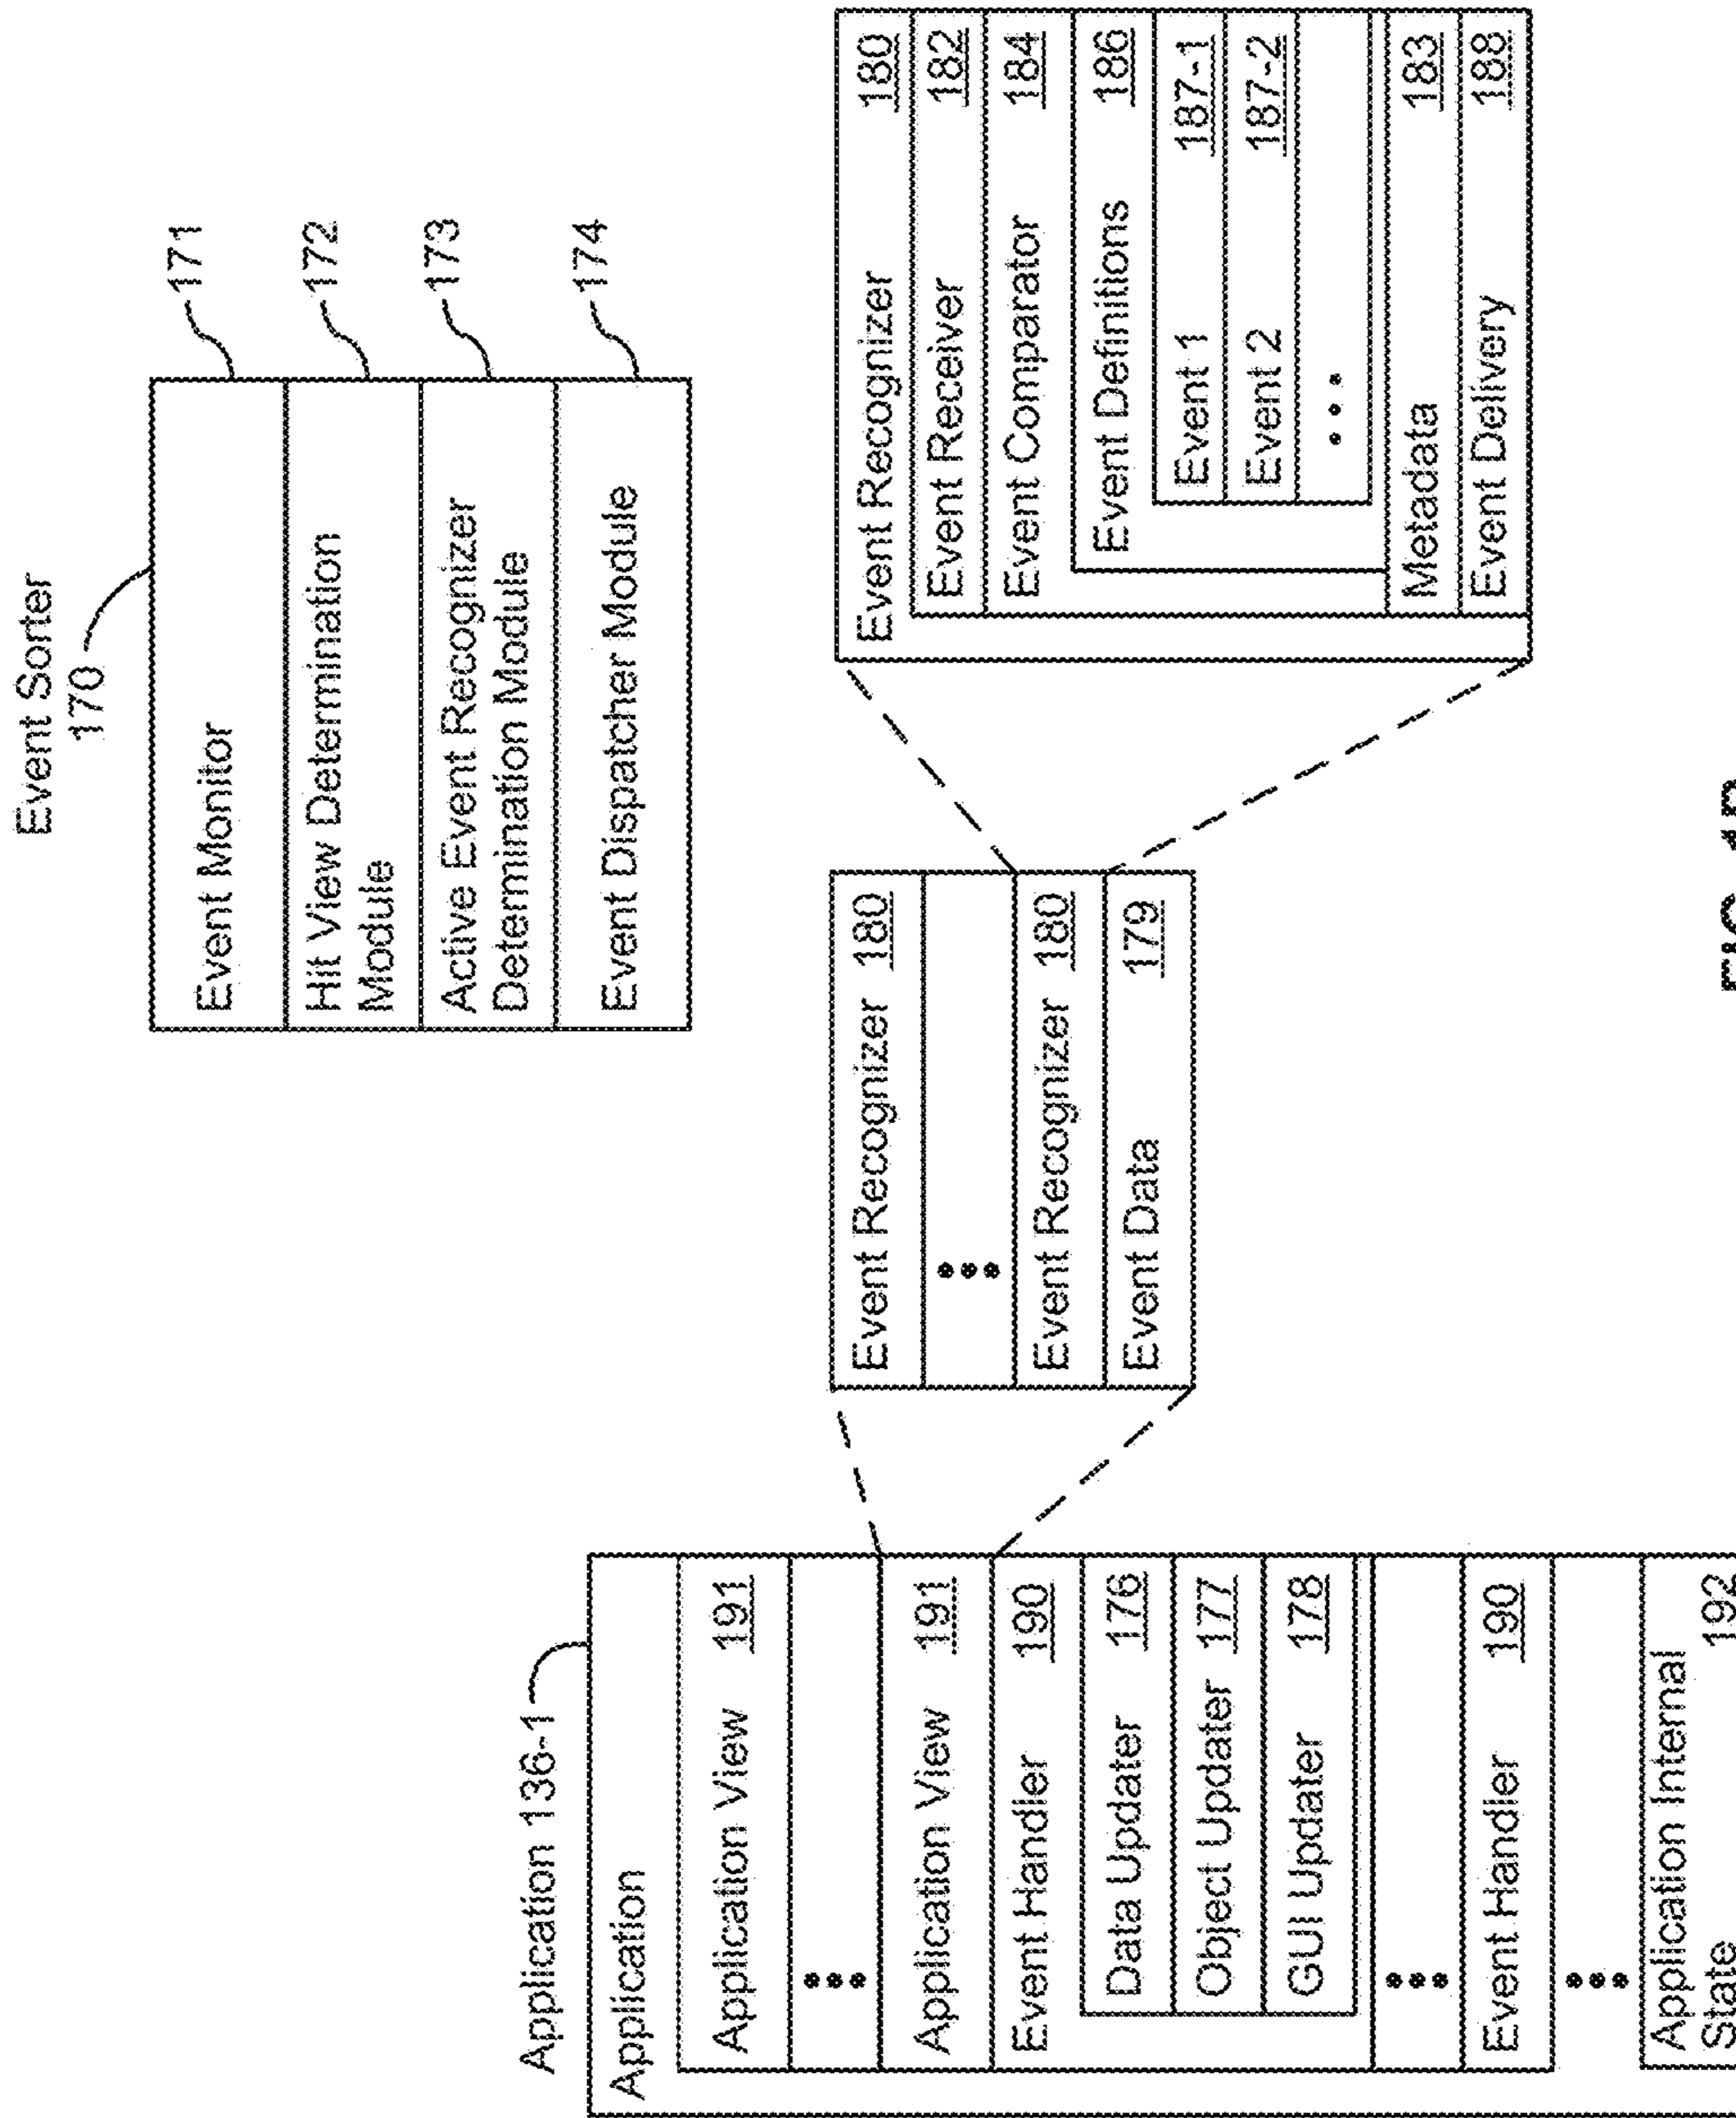 Event Sorter
170
Event Monitor
171
Hit View Determination
Module
172
Active Event Recognizer
Determination Module
173
Event Dispatcher Module
174
Application 136-1
Application
Application View 191
Application View 191
Event Handler 190
Data Updater 176
Object Updater 177
GUI Updater 178
Event Handler 190
Application Internal
State 192
Event Recognizer 180
Event Recognizer 180
Event Data 179
Event Recognizer 180
Event Receiver 182
Event Comparator 184
Event Definitions 186
Event 1 187-1
Event 2 187-2
Metadata 183
Event Delivery 188